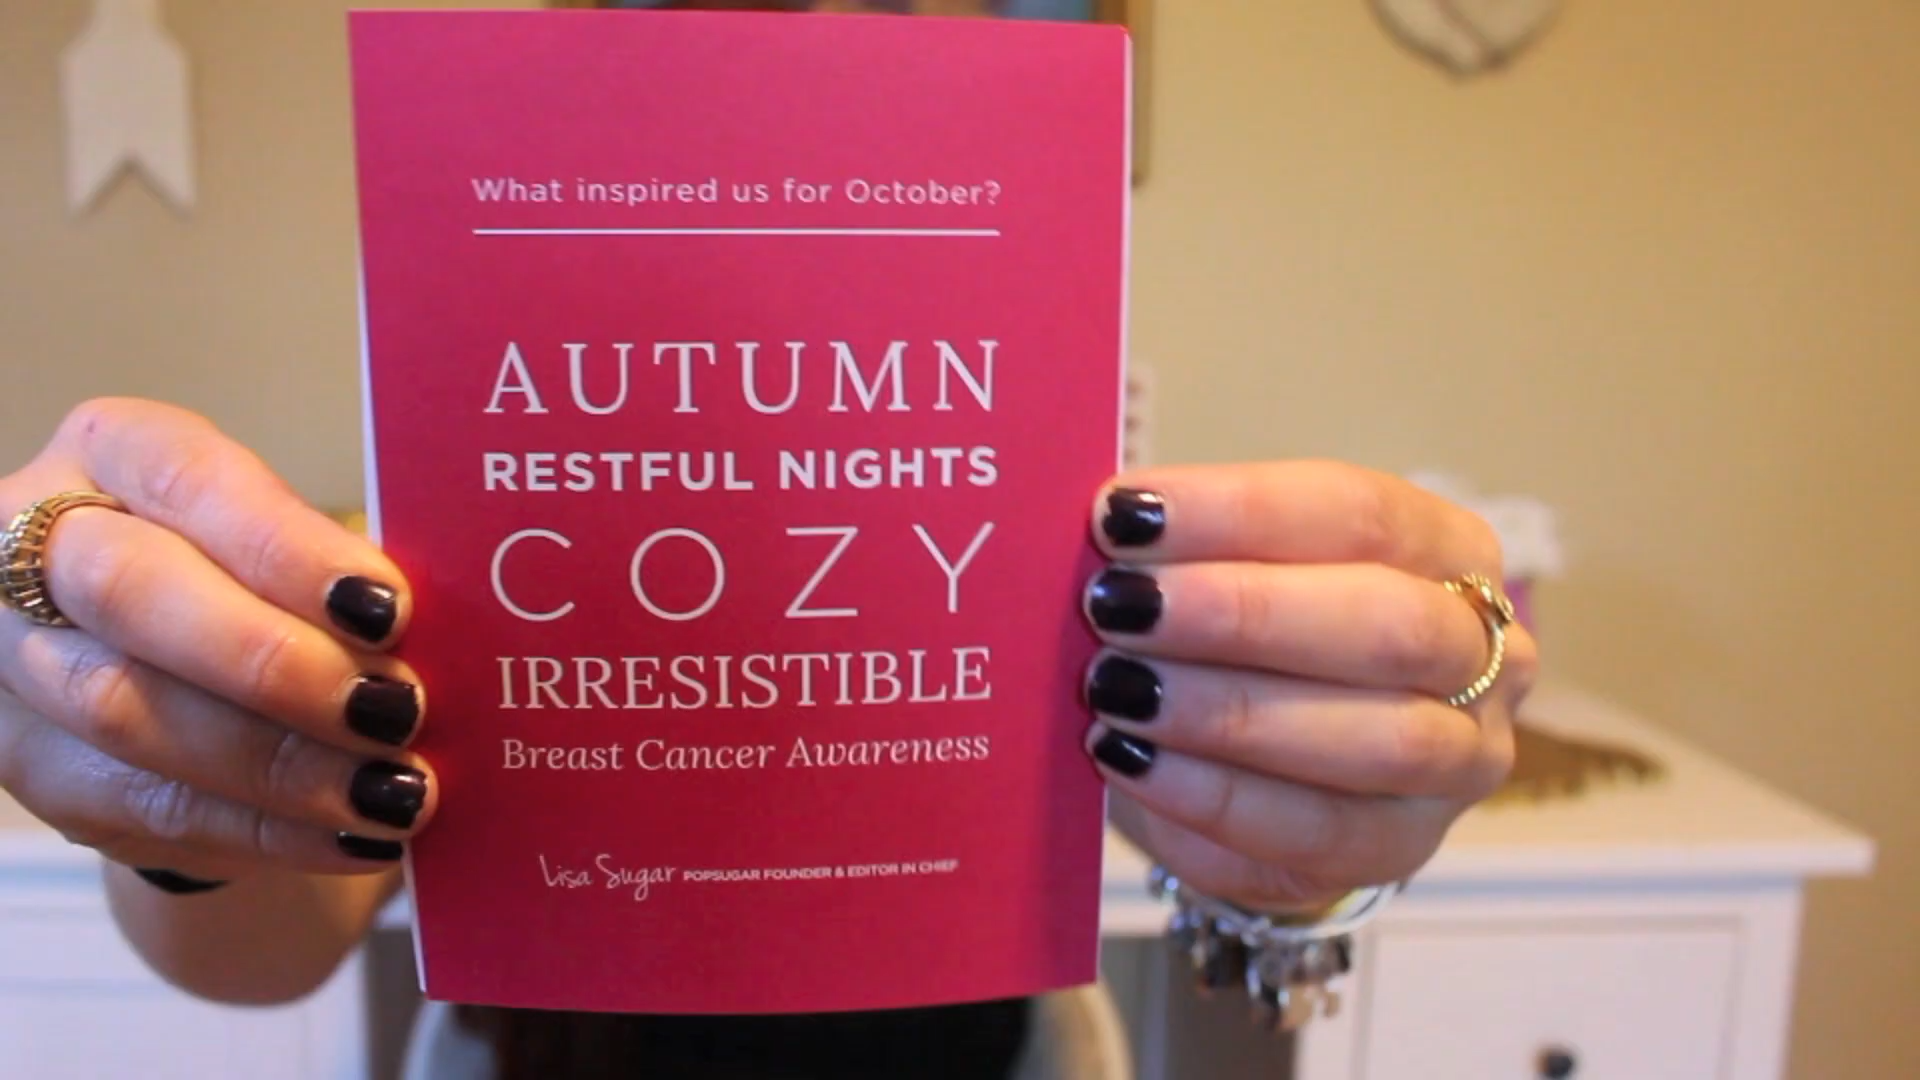 What inspired us for October?
AUTUMN
RESTFUL NIGHTS
COZY
IRRESISTIBLE
Breast Cancer Awareness
Lisa Sugar POPSUGAR FOUNDER & EDITOR IN CHIEF